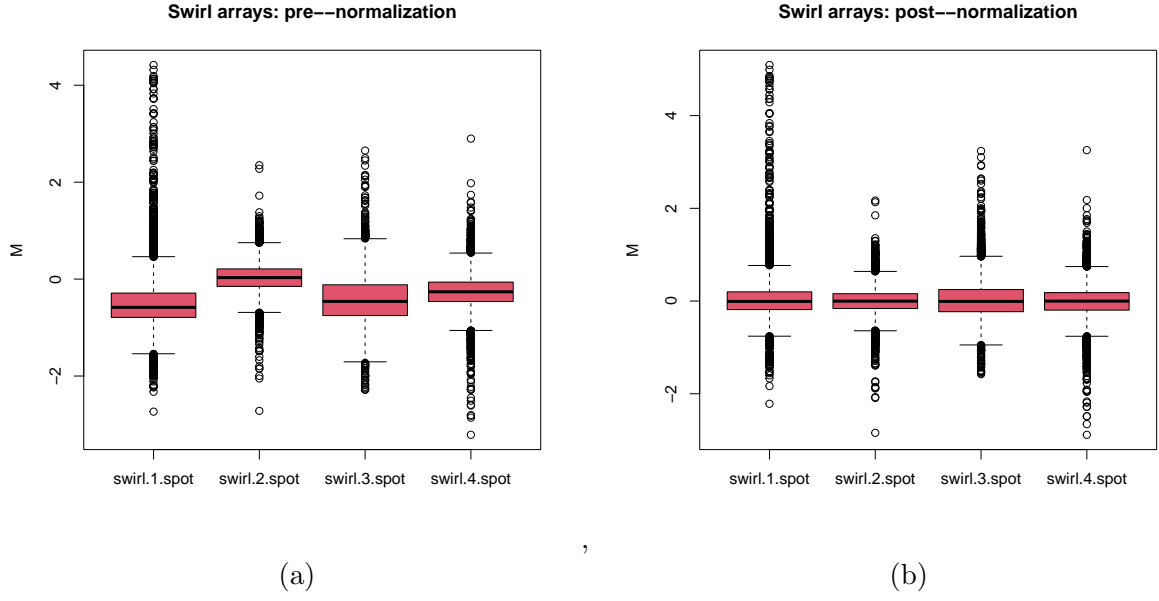 Swirl arrays: pre−−normalization
M
4
2
0
−2
swirl.1.spot swirl.2.spot swirl.3.spot swirl.4.spot
(a)
,
Swirl arrays: post−−normalization
M
4
2
0
−2
swirl.1.spot swirl.2.spot swirl.3.spot swirl.4.spot
(b)